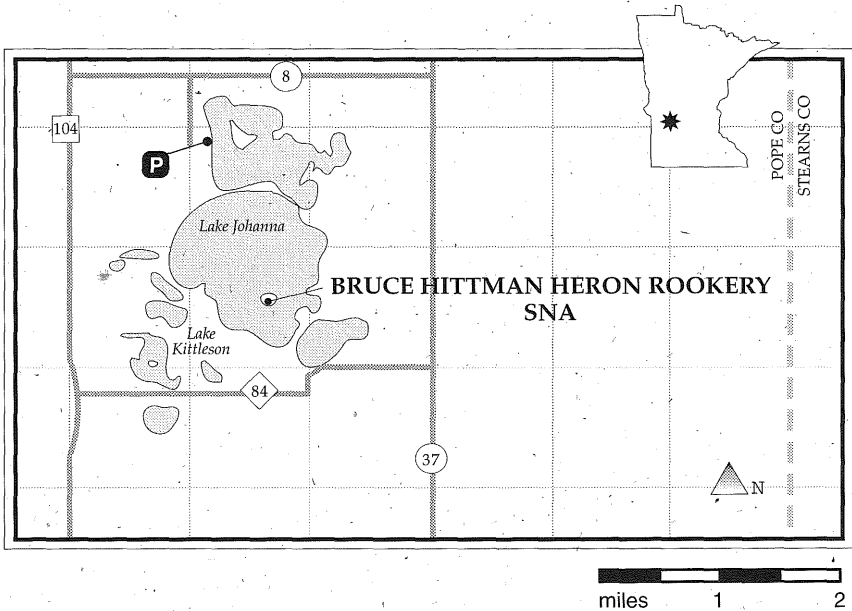 8
104
P
POPE CO
STEARNS CO
Lake Johanna
BRUCE HITTMAN HERON ROOKERY
SNA
Lake
Kittleson
84
37
N
miles 1 2